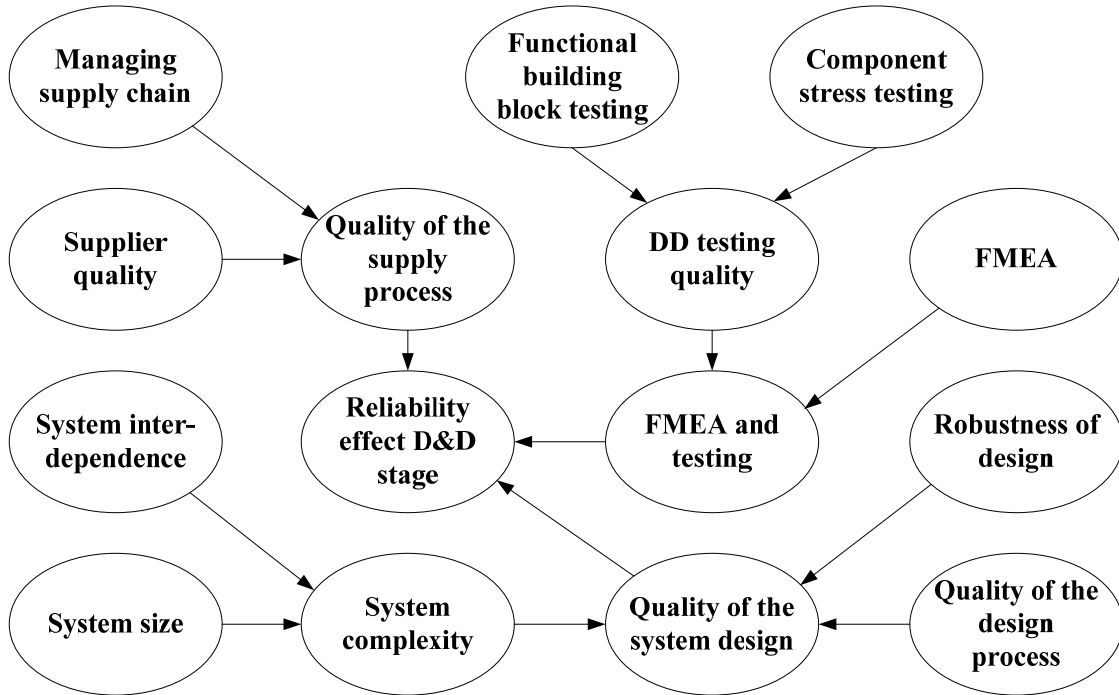 Managing
supply chain
Functional
building
block testing
Component
stress testing
Supplier
quality
Quality of the
supply
process
DD testing
quality
FMEA
System inter-
dependence
Reliability
effect D&D
stage
FMEA and
testing
Robustness of
design
System size
System
complexity
Quality of the
system design
Quality of the
design
process